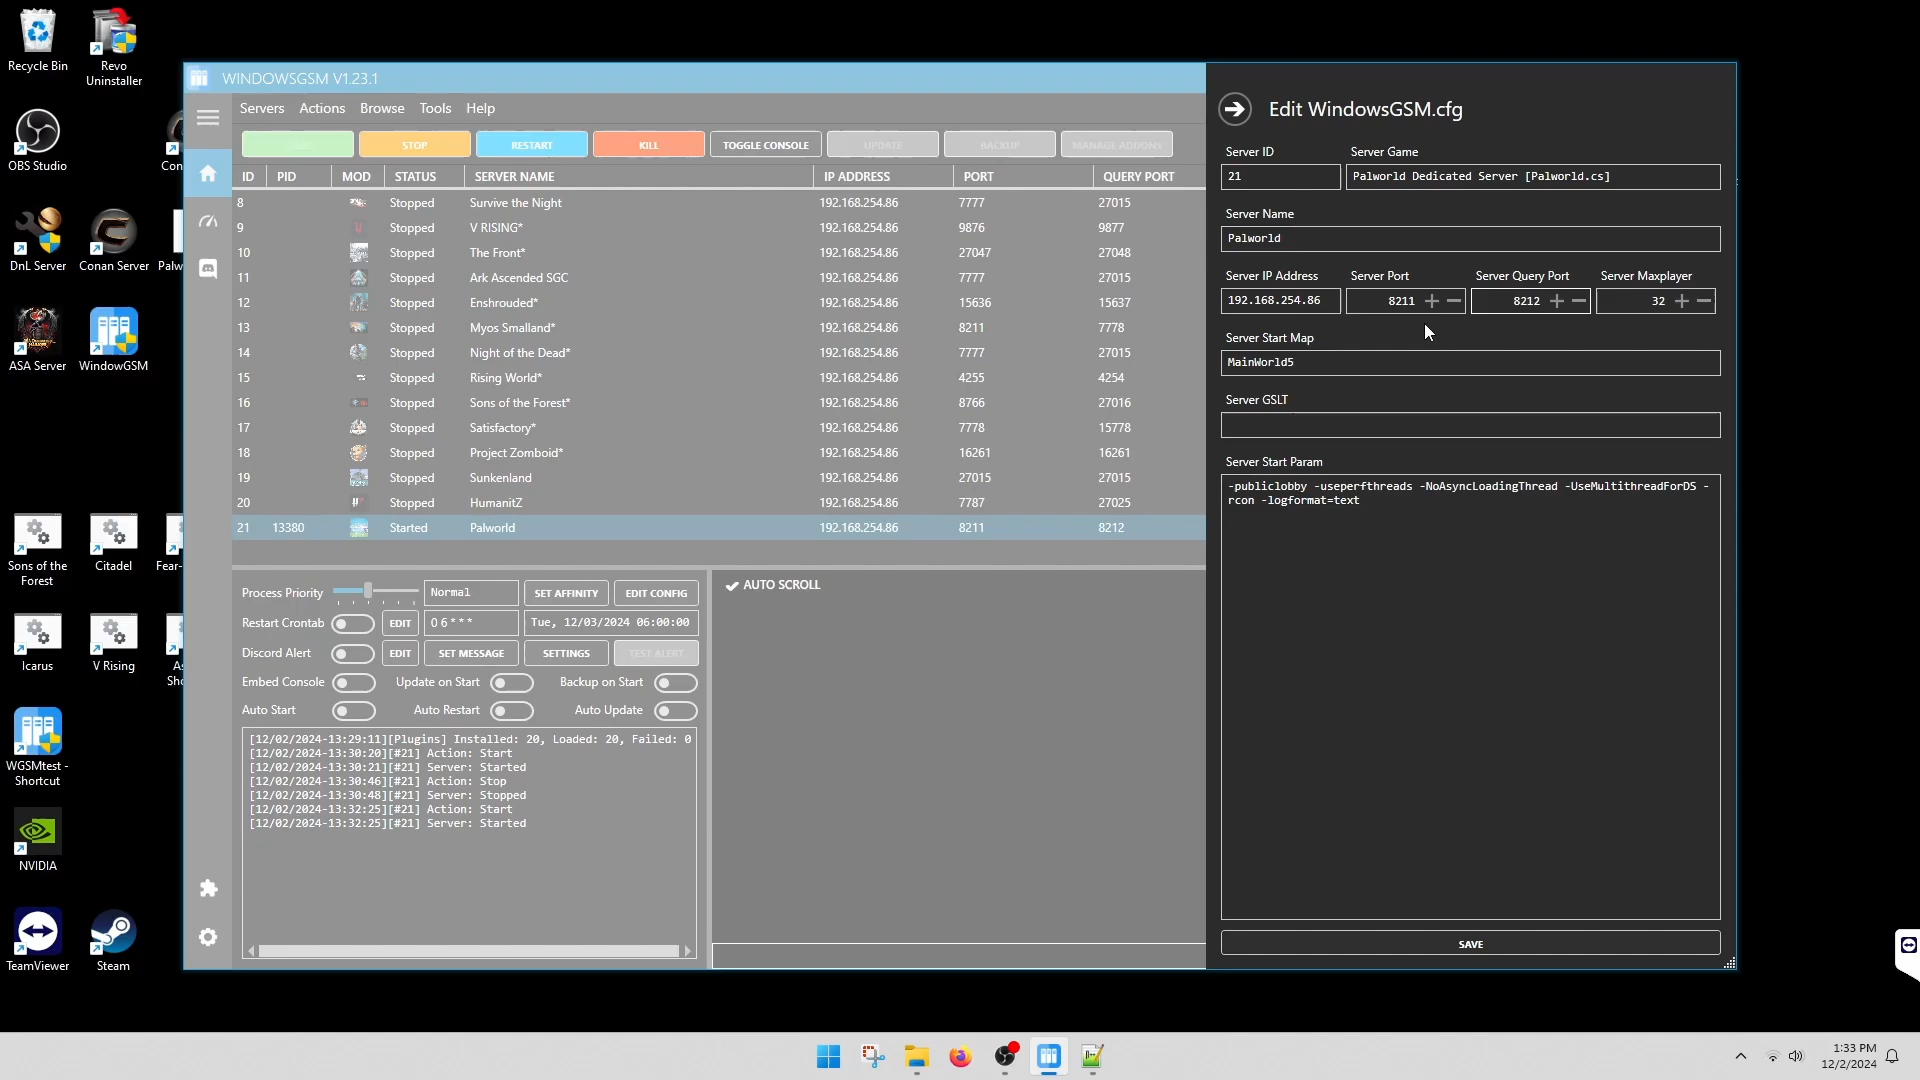 Recycle Bin
Revo
Uninstaller
OBS Studio
Con
DnL Server
Conan Server
Palw
ASA Server
WindowGSM
Sons of the
Forest
Citadel
Fear-
Icarus
V Rising
As
Sho
WGSMtest -
Shortcut
NVIDIA
TeamViewer
Steam
WINDOWSGSM V1.23.1
Servers Actions Browse Tools Help
STOP RESTART KILL TOGGLE CONSOLE UPDATE BACKUP MANAGE ADDONS
ID PID MOD STATUS SERVER NAME IP ADDRESS PORT QUERY PORT
8 Stopped Survive the Night 192.168.254.86 7777 27015
9 Stopped V RISING* 192.168.254.86 9876 9877
10 Stopped The Front* 192.168.254.86 27047 27048
11 Stopped Ark Ascended SGC 192.168.254.86 7777 27015
12 Stopped Enshrouded* 192.168.254.86 15636 15637
13 Stopped Myos Smalland* 192.168.254.86 8211 7778
14 Stopped Night of the Dead* 192.168.254.86 7777 27015
15 Stopped Rising World* 192.168.254.86 4255 4254
16 Stopped Sons of the Forest* 192.168.254.86 8766 27016
17 Stopped Satisfactory* 192.168.254.86 7778 15778
18 Stopped Project Zomboid* 192.168.254.86 16261 16261
19 Stopped Sunkenland 192.168.254.86 27015 27015
20 Stopped HumanitZ 192.168.254.86 7787 27025
21 13380 Started Palworld 192.168.254.86 8211 8212
Process Priority Normal SET AFFINITY EDIT CONFIG
Restart Crontab EDIT 0 6 * * * Tue, 12/03/2024 06:00:00
Discord Alert EDIT SET MESSAGE SETTINGS TEST ALERT
Embed Console Update on Start Backup on Start
Auto Start Auto Restart Auto Update
[12/02/2024-13:29:11][Plugins] Installed: 20, Loaded: 20, Failed: 0
[12/02/2024-13:30:20][#21] Action: Start
[12/02/2024-13:30:21][#21] Server: Started
[12/02/2024-13:30:46][#21] Action: Stop
[12/02/2024-13:30:48][#21] Server: Stopped
[12/02/2024-13:32:25][#21] Action: Start
[12/02/2024-13:32:25][#21] Server: Started
AUTO SCROLL
Edit WindowsGSM.cfg
Server ID Server Game
21 Palworld Dedicated Server [Palworld.cs]
Server Name
Palworld
Server IP Address Server Port Server Query Port Server Maxplayer
192.168.254.86 8211 8212 32
Server Start Map
MainWorld5
Server GSLT
Server Start Param
-publiclobby -useperfthreads -NoAsyncLoadingThread -UseMultithreadForDS -
rcon -logformat=text
SAVE
1:33 PM
12/2/2024